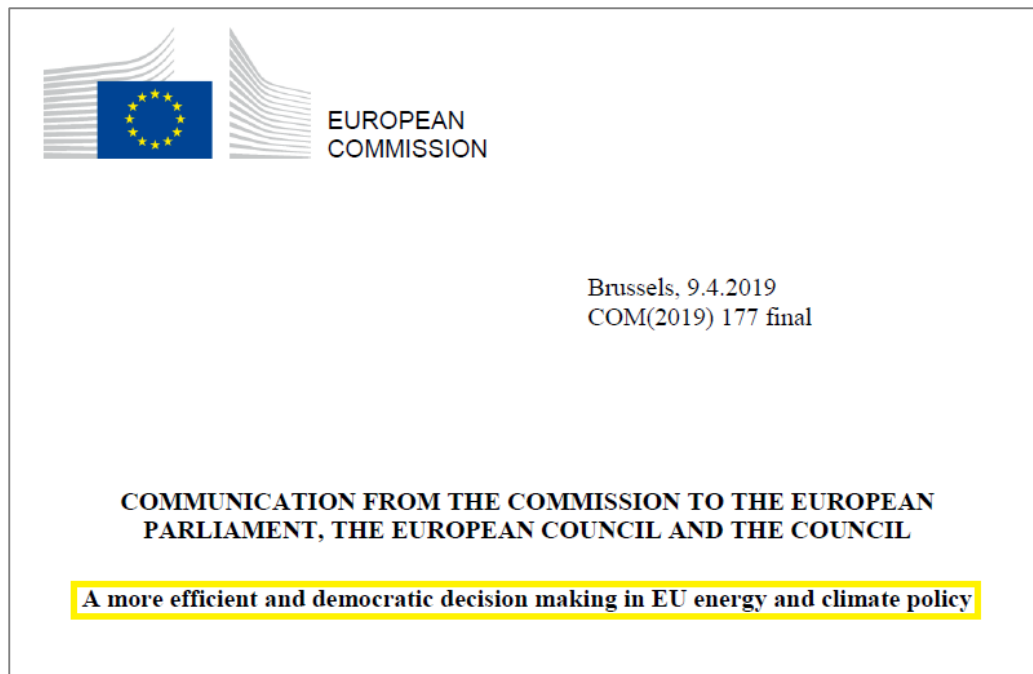 EUROPEAN
COMMISSION
Brussels, 9.4.2019
COM(2019) 177 final
COMMUNICATION FROM THE COMMISSION TO THE EUROPEAN
PARLIAMENT, THE EUROPEAN COUNCIL AND THE COUNCIL
A more efficient and democratic decision making in EU energy and climate policy